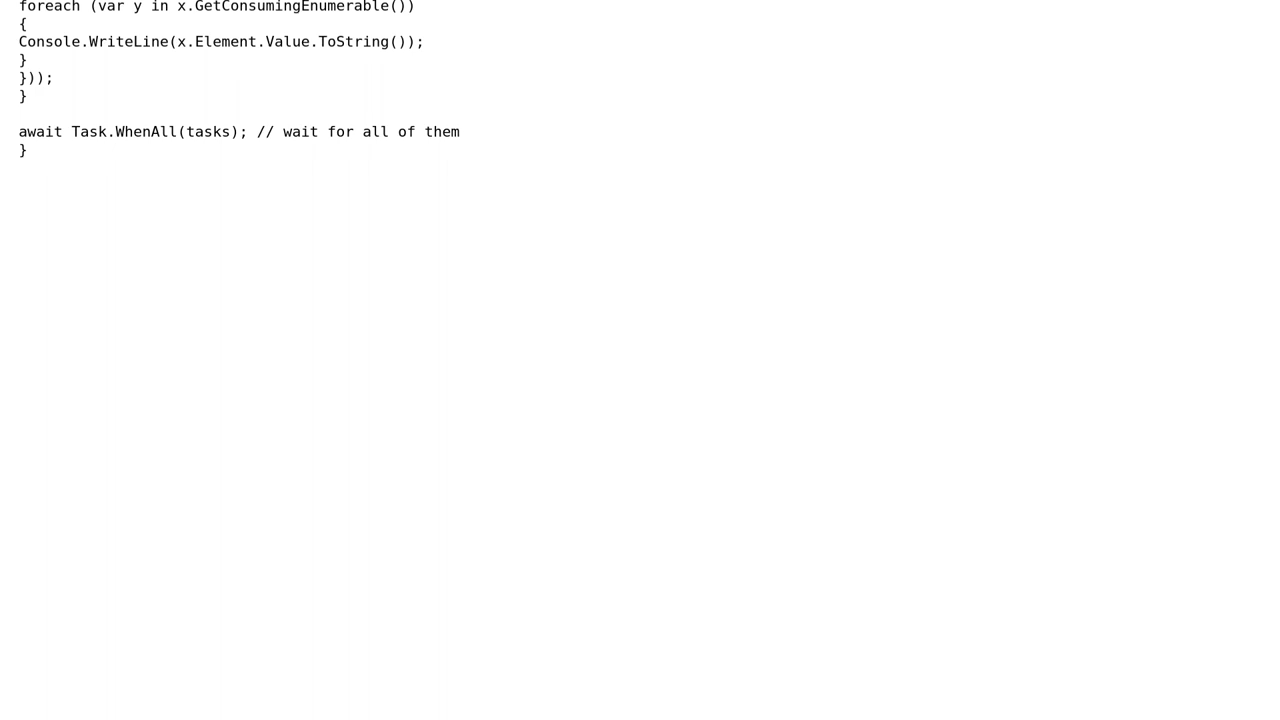 foreach (var y in x.GetConsumingEnumerable())
{
Console.WriteLine(x.Element.Value.ToString());
}
}));
}

await Task.WhenAll(tasks); // wait for all of them
}